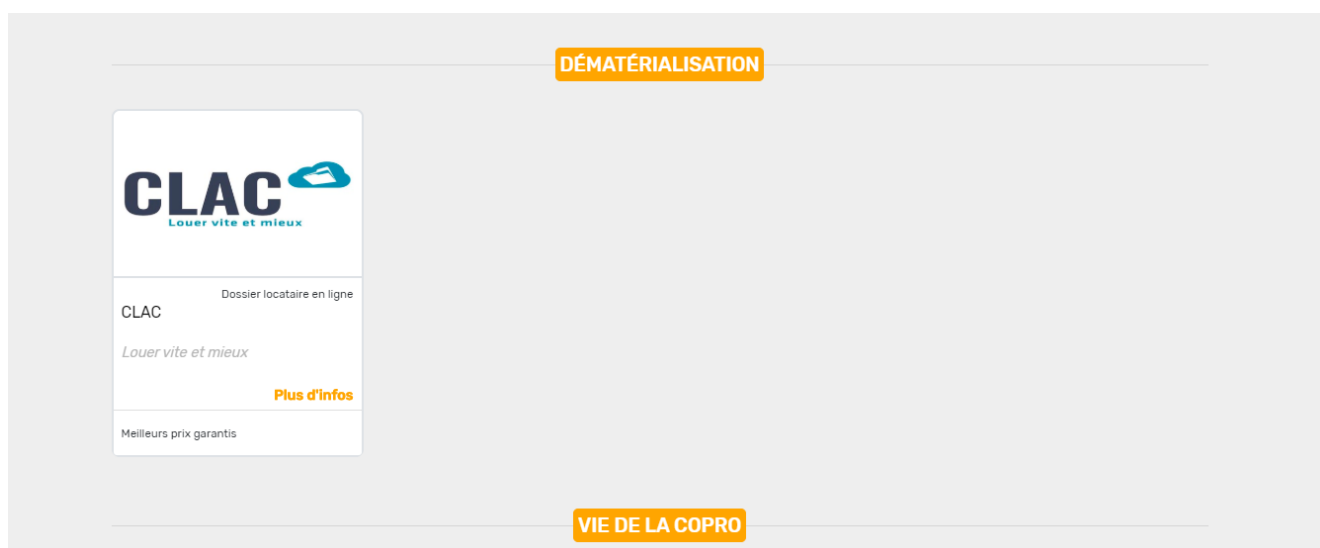 DÉMATÉRIALISATION
CLAC
Louer vite et mieux
Dossier locataire en ligne
CLAC
Louer vite et mieux
Plus d'infos
Meilleurs prix garantis
VIE DE LA COPRO